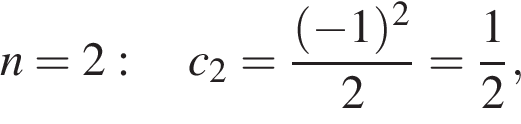 n = 2 : c₂ = (−1)²/2 = 1/2,